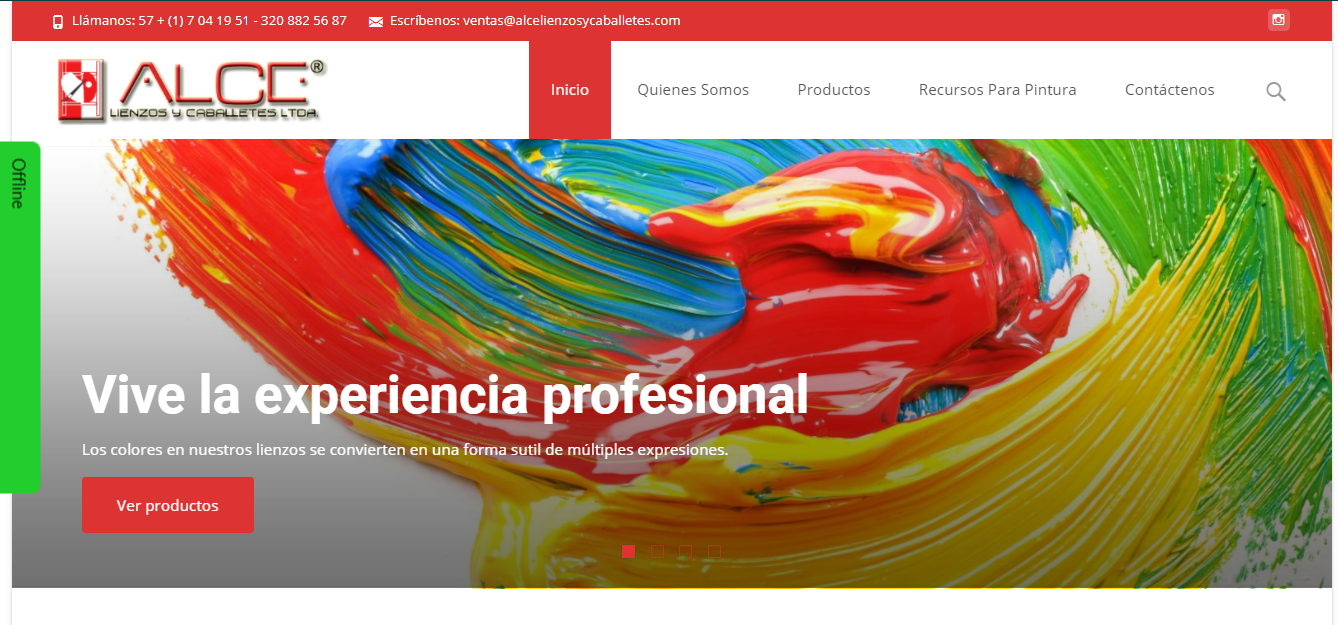 Llámanos: 57 + (1) 7 04 19 51 - 320 882 56 87 Escríbenos: ventas@alcelienzosycaballetes.com
ALCE®
LIENZOS Y CABALLETES LTDA.
Inicio Quienes Somos Productos Recursos Para Pintura Contáctenos
Offline
Vive la experiencia profesional
Los colores en nuestros lienzos se convierten en una forma sutil de múltiples expresiones.
Ver productos